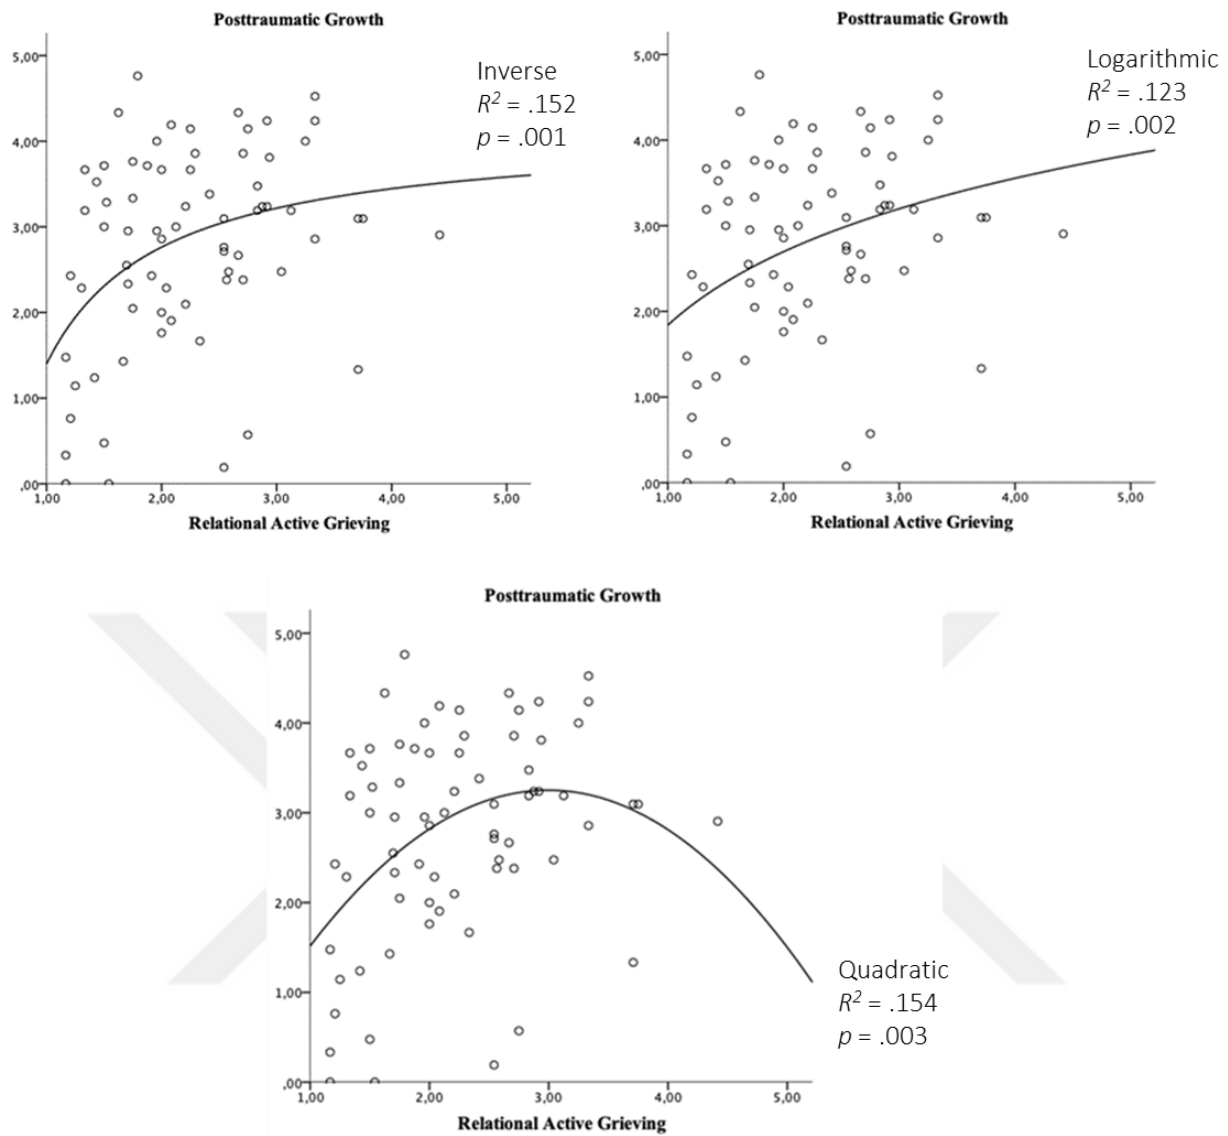 Posttraumatic Growth
5,00
4,00
3,00
2,00
1,00
,00
1,00 2,00 3,00 4,00 5,00
Relational Active Grieving
Inverse
R² = .152
p = .001
Posttraumatic Growth
5,00
4,00
3,00
2,00
1,00
,00
1,00 2,00 3,00 4,00 5,00
Relational Active Grieving
Logarithmic
R² = .123
p = .002
Posttraumatic Growth
5,00
4,00
3,00
2,00
1,00
,00
1,00 2,00 3,00 4,00 5,00
Relational Active Grieving
Quadratic
R² = .154
p = .003